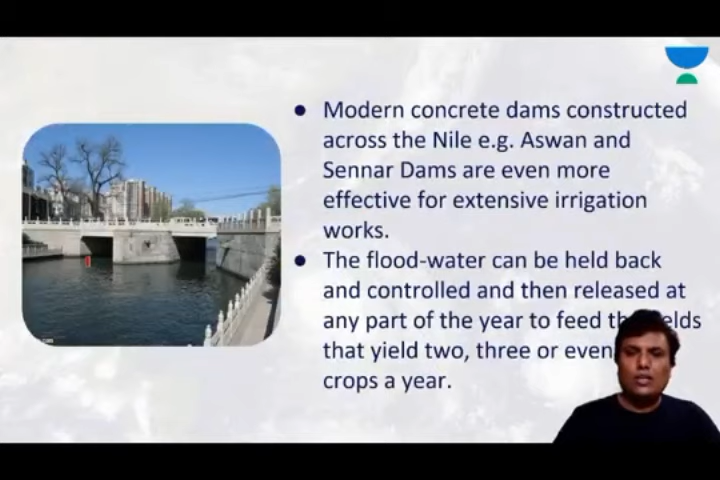 ● Modern concrete dams constructed
across the Nile e.g. Aswan and
Sennar Dams are even more
effective for extensive irrigation
works.
● The flood-water can be held back
and controlled and then released at
any part of the year to feed
that yield two, three or even
crops a year.